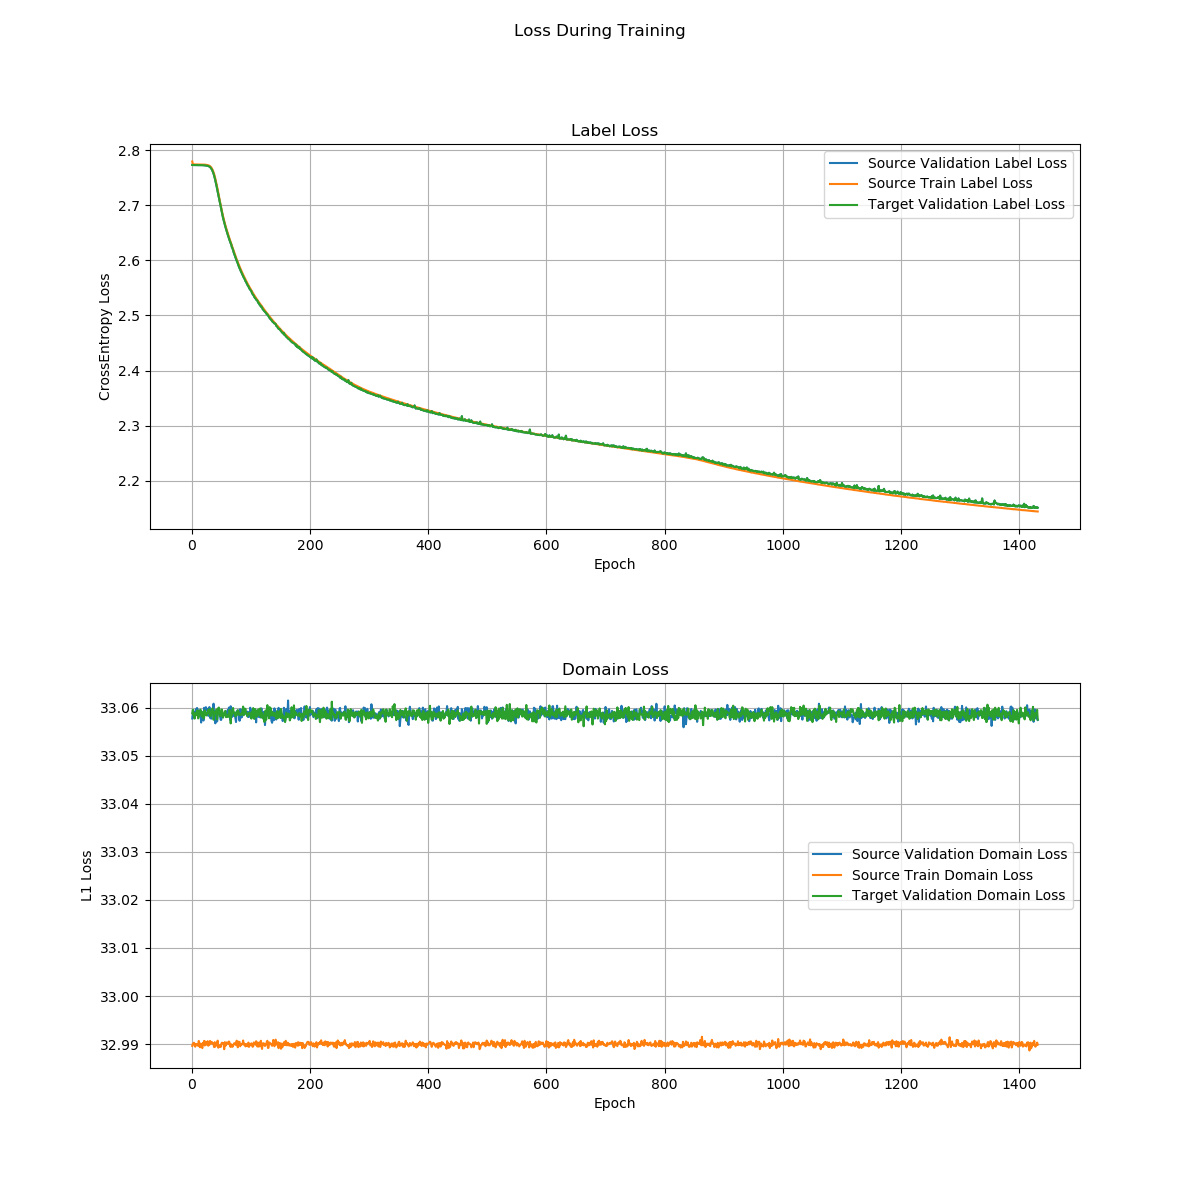 Loss During Training
Label Loss
2.8
2.7
2.6
2.5
2.4
2.3
2.2
CrossEntropy Loss
Source Validation Label Loss
Source Train Label Loss
Target Validation Label Loss
0 200 400 600 800 1000 1200 1400
Epoch
Domain Loss
33.06
33.05
33.04
33.03
33.02
33.01
33.00
32.99
L1 Loss
Source Validation Domain Loss
Source Train Domain Loss
Target Validation Domain Loss
0 200 400 600 800 1000 1200 1400
Epoch